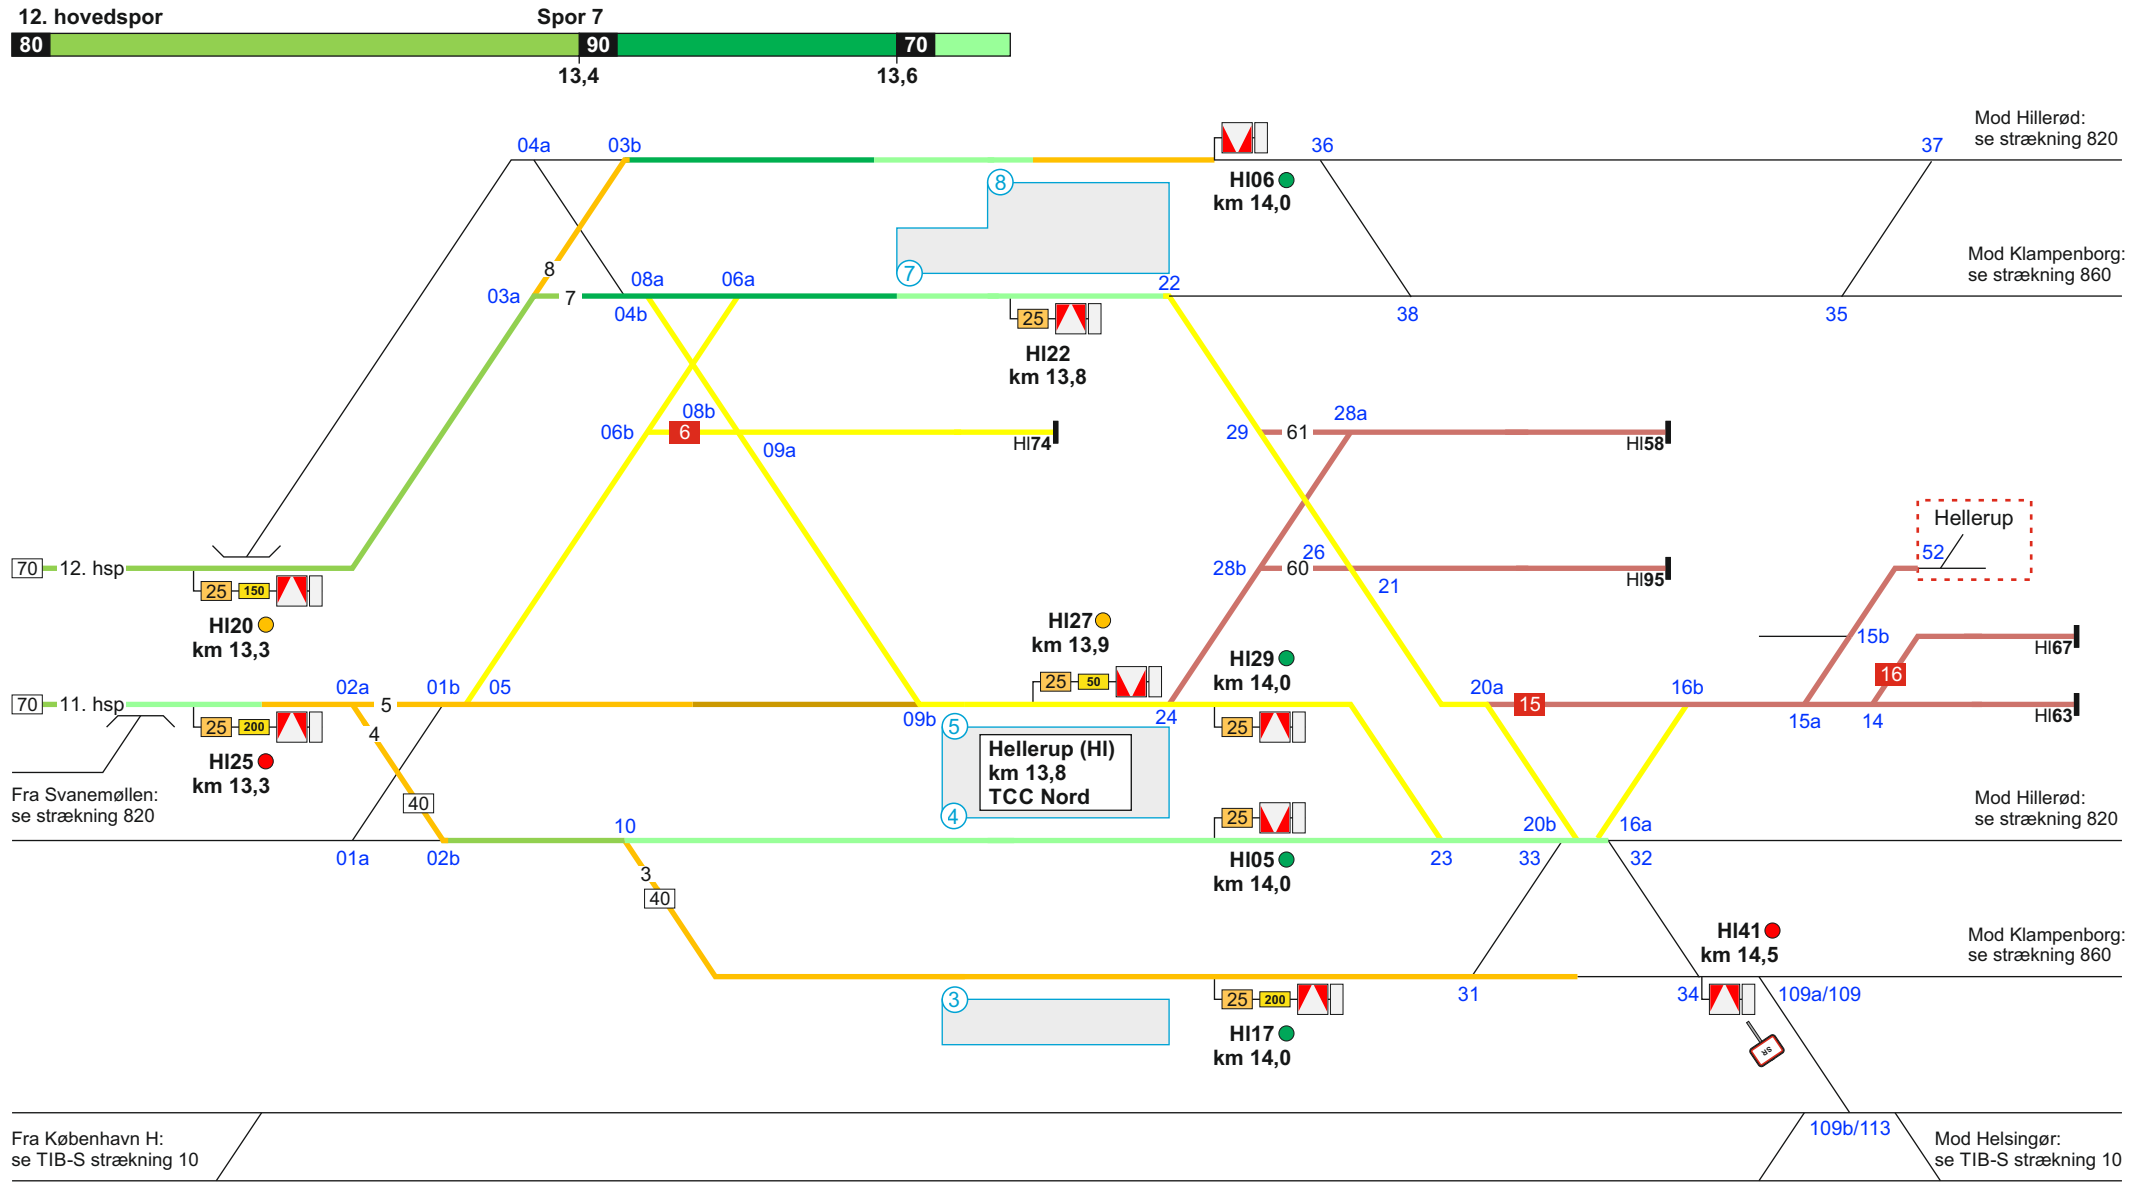 12. hovedspor
Spor 7
80
90
70
13,4
13,6
Mod Hillerød:
se strækning 820
04a
03b
36
37
HI06
km 14,0
8
Mod Klampenborg:
se strækning 860
8
08a
06a
7
22
03a
7
04b
25
38
35
HI22
km 13,8
28a
08b
06b
6
29
61
09a
HI74
HI58
Hellerup
52
26
70
12. hsp
28b
60
HI95
25
150
21
HI20
km 13,3
HI27
km 13,9
15b
HI67
HI29
km 14,0
25
50
16
02a
01b
05
20a
16b
70
11. hsp
5
15
HI63
09b
24
15a
14
25
200
4
5
25
HI25
km 13,3
Hellerup (HI)
km 13,8
TCC Nord
Fra Svanemøllen:
se strækning 820
40
4
25
Mod Hillerød:
se strækning 820
10
20b
16a
01a
02b
HI05
km 14,0
23
33
32
3
40
HI41
km 14,5
Mod Klampenborg:
se strækning 860
3
25
200
31
34
109a/109
HI17
km 14,0
SR
Fra København H:
se TIB-S strækning 10
109b/113
Mod Helsingør:
se TIB-S strækning 10